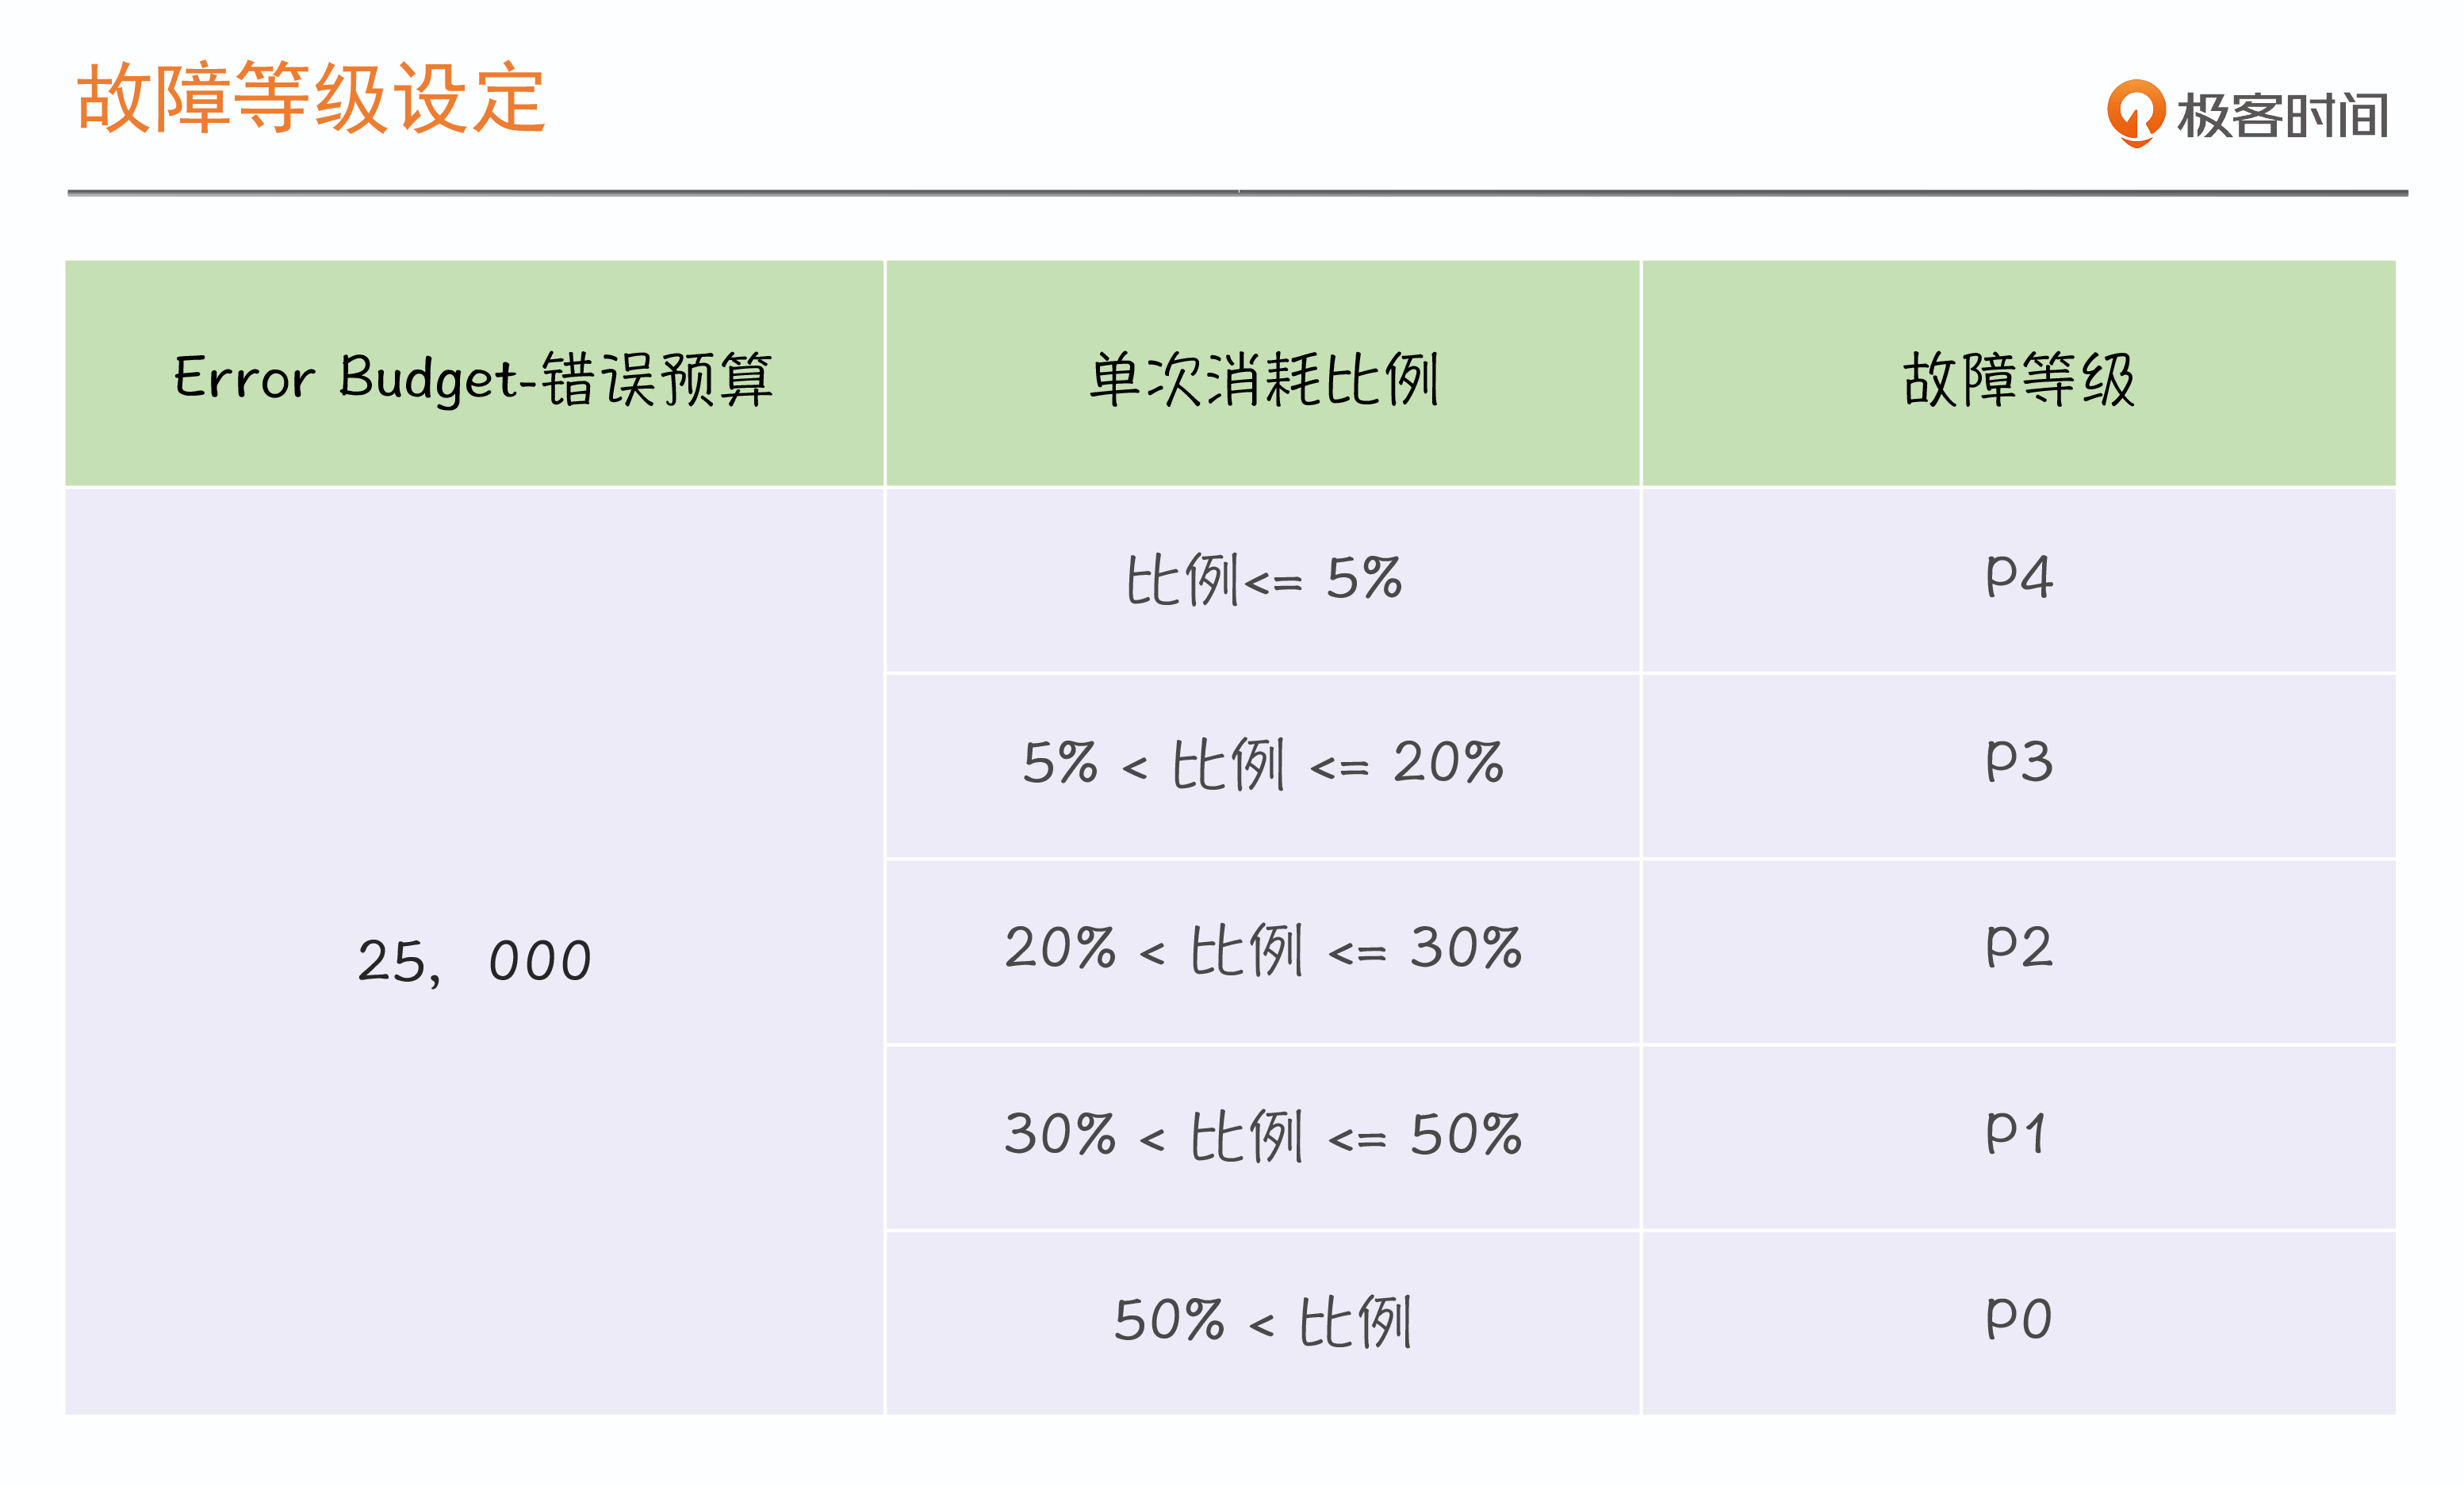 故障等级设定
极客时间
Error Budget-错误预算
单次消耗比例
故障等级
25，000
比例<= 5%
P4
5% < 比例 <= 20%
P3
20% < 比例 <= 30%
P2
30% < 比例 <= 50%
P1
50% < 比例
P0